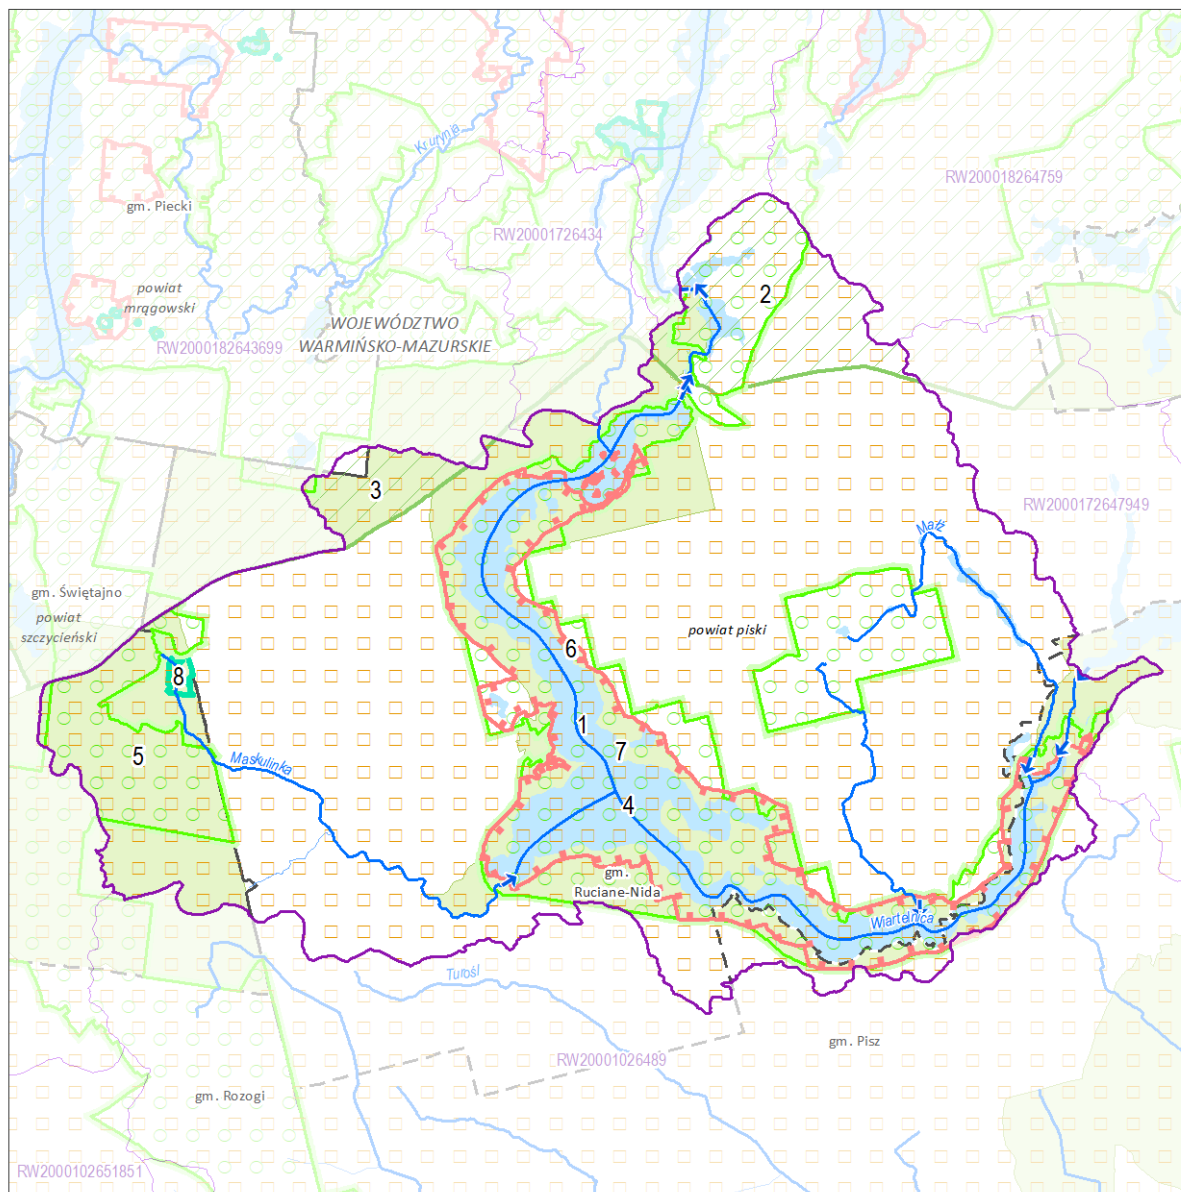 Krutynia
RW200018264759
gm. Piecki
RW20001726434
powiat
mrągowski
2
WOJEWÓDZTWO
WARMIŃSKO-MAZURSKIE
RW2000182643699
3
RW2000172647949
Małż
gm. Świętajno
powiat
szczycieński
powiat piski
6
8
1
7
5
Maskulinka
4
gm.
Ruciane-Nida
Wiartelnica
Turośl
gm. Pisz
RW20001026489
gm. Rozogi
RW2000102651851